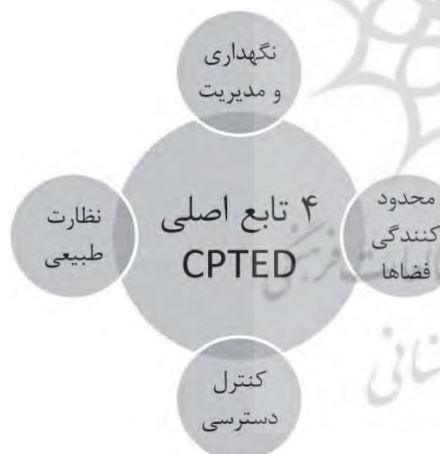 نگهداری
و مدیریت
محدود
کنندگی
فضاها
۴ تابع اصلی
CPTED
نظارت
طبیعی
کنترل
دسترسی